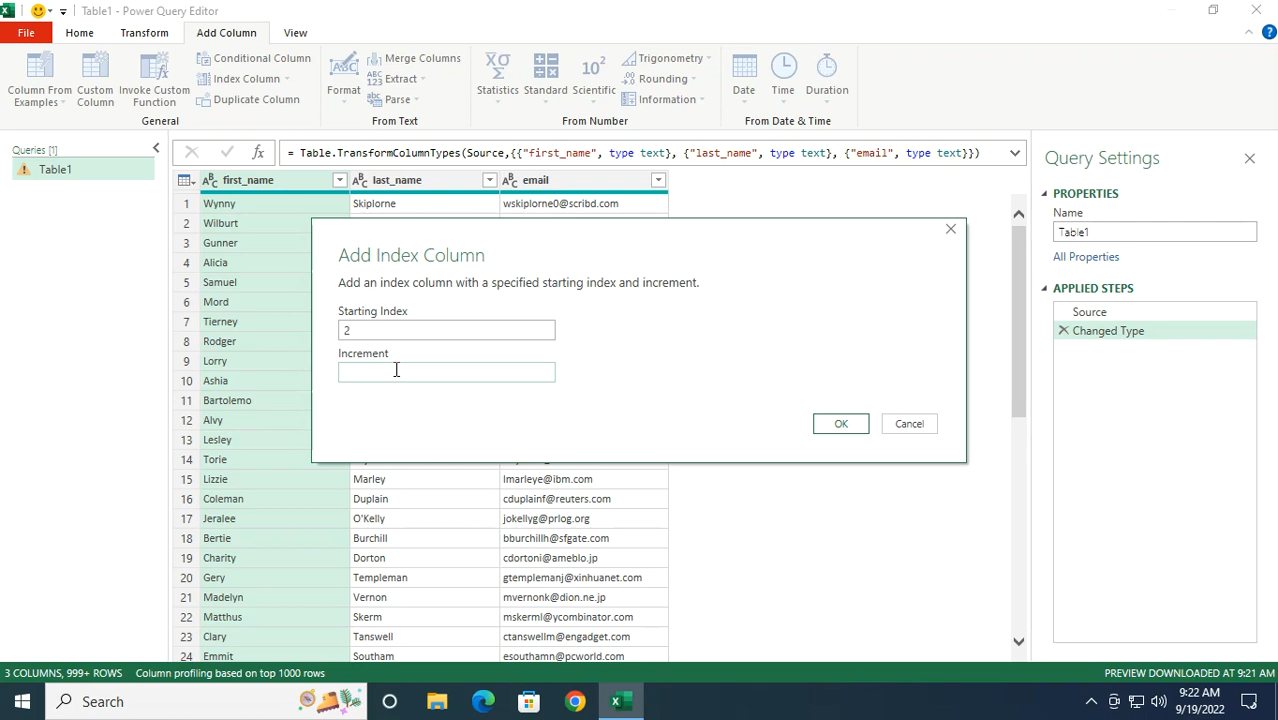 Table1 - Power Query Editor
File Home Transform Add Column View
Column From Examples
Custom Column
Invoke Custom Function
Conditional Column
Index Column
Duplicate Column
General
Format
Merge Columns
Extract
Parse
From Text
Statistics
Standard
Scientific
Trigonometry
Rounding
Information
From Number
Date
Time
Duration
From Date & Time
Queries [1]
Table1
= Table.TransformColumnTypes(Source,{{"first_name", type text}, {"last_name", type text}, {"email", type text}})
first_name last_name email
1 Wynny Skiplorne wskiplorne0@scribd.com
2 Wilburt
3 Gunner
4 Alicia
5 Samuel
6 Mord
7 Tierney
8 Rodger
9 Lorry
10 Ashia
11 Bartolemo
12 Alvy
13 Lesley
14 Torie
15 Lizzie Marley lmarleye@ibm.com
16 Coleman Duplain cduplainf@reuters.com
17 Jeralee O'Kelly jokellyg@prlog.org
18 Bertie Burchill bburchillh@sfgate.com
19 Charity Dorton cdortoni@ameblo.jp
20 Gery Templeman gtemplemanj@xinhuanet.com
21 Madelyn Vernon mvernonk@dion.ne.jp
22 Matthus Skerm mskerml@ycombinator.com
23 Clary Tanswell ctanswellm@engadget.com
24 Emmit Southam esouthamn@pcworld.com
Add Index Column
Add an index column with a specified starting index and increment.
Starting Index
2
Increment
OK Cancel
Query Settings
PROPERTIES
Name
Table1
All Properties
APPLIED STEPS
Source
Changed Type
3 COLUMNS, 999+ ROWS Column profiling based on top 1000 rows
PREVIEW DOWNLOADED AT 9:21 AM
Search
9:22 AM
9/19/2022